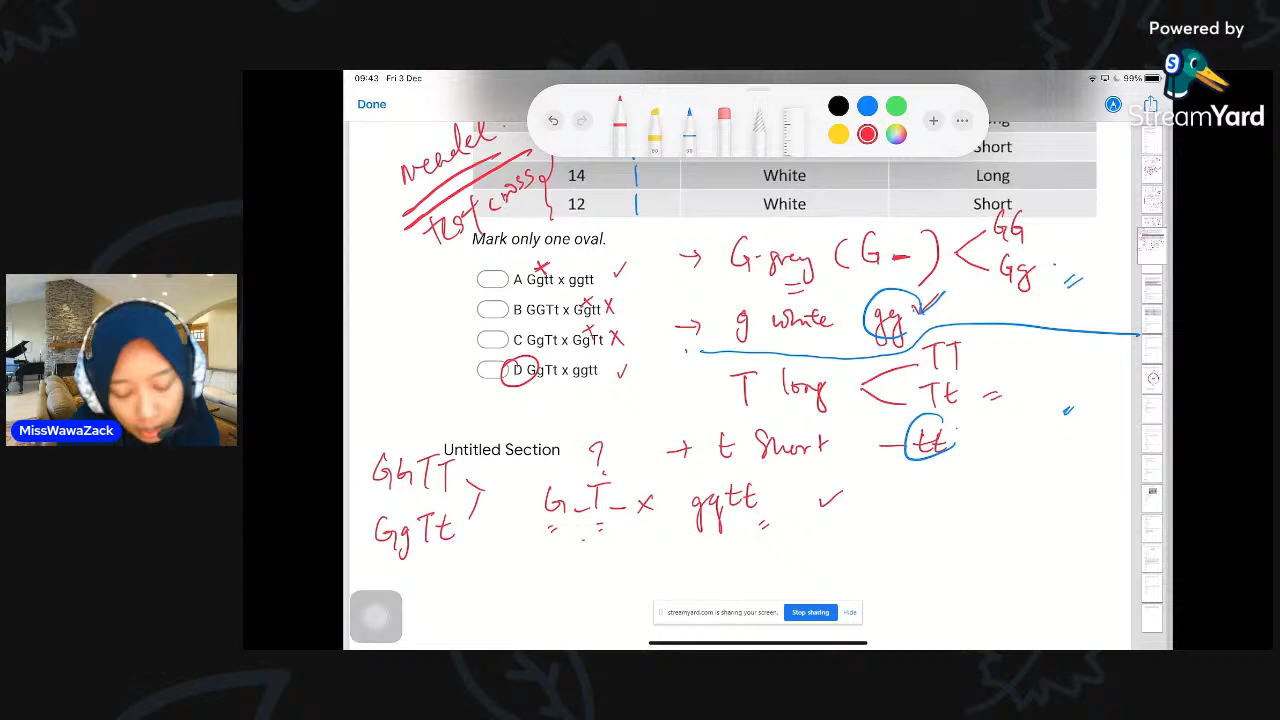 Powered by
StreamYard
09:43 Fri 3 Dec
99%
Done
mendel
test cross
Short
14 | White Long
12 | White Short
Mark only one oval.
A Ggtt x ggtt ✓
B GGTt x Ggtt X
C GgTt x GgTt X
D GgTt x ggtt ✓
→ G-grey (G-) < GG
Gg
→ g white gg
T long < TT
Tt
→ t Short - tt
Untitled Section
?
GGTT
GgTt
G_T_ x ggtt ✓
MissWawaZack
streamyard.com is sharing your screen.
Stop sharing
Hide